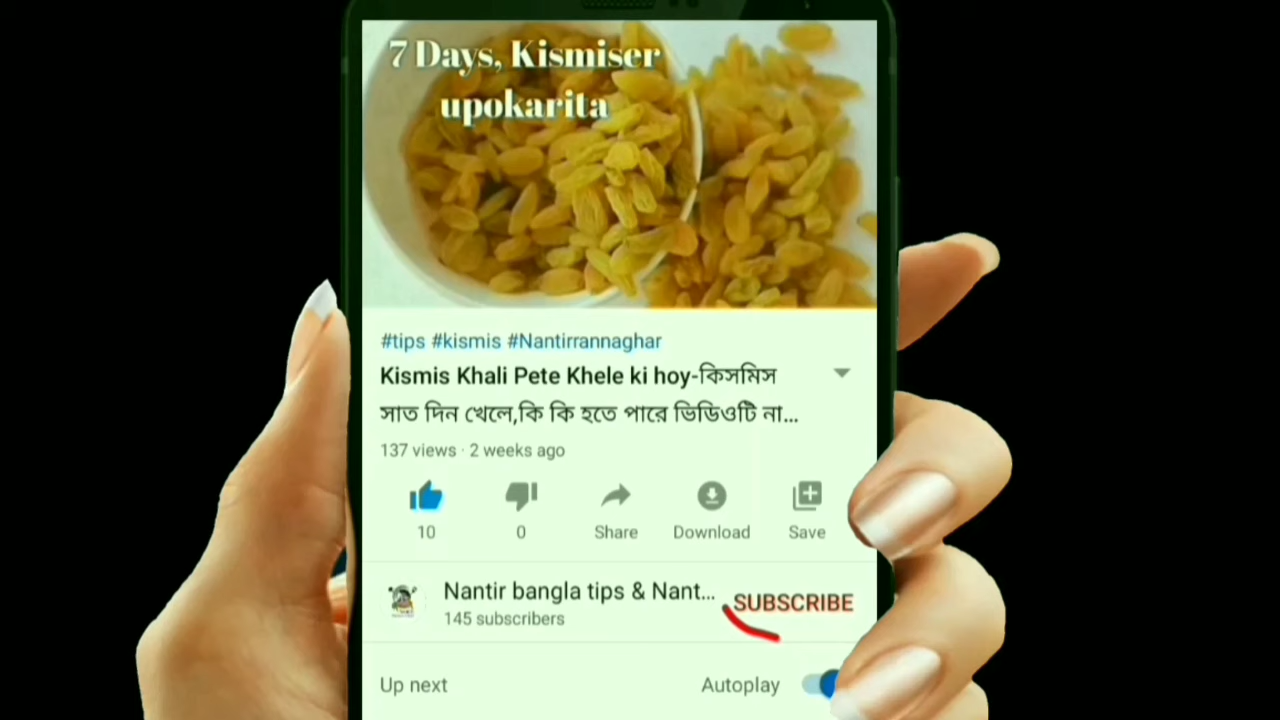 7 Days, Kismiser
upokarita
#tips #kismis #Nantirrannaghar
Kismis Khali Pete Khele ki hoy-কিসমিস
সাত দিন খেলে,কি কি হতে পারে ভিডিওটি না...
137 views · 2 weeks ago
10
0
Share
Download
Save
Nantir bangla tips & Nant...
SUBSCRIBE
145 subscribers
Up next
Autoplay